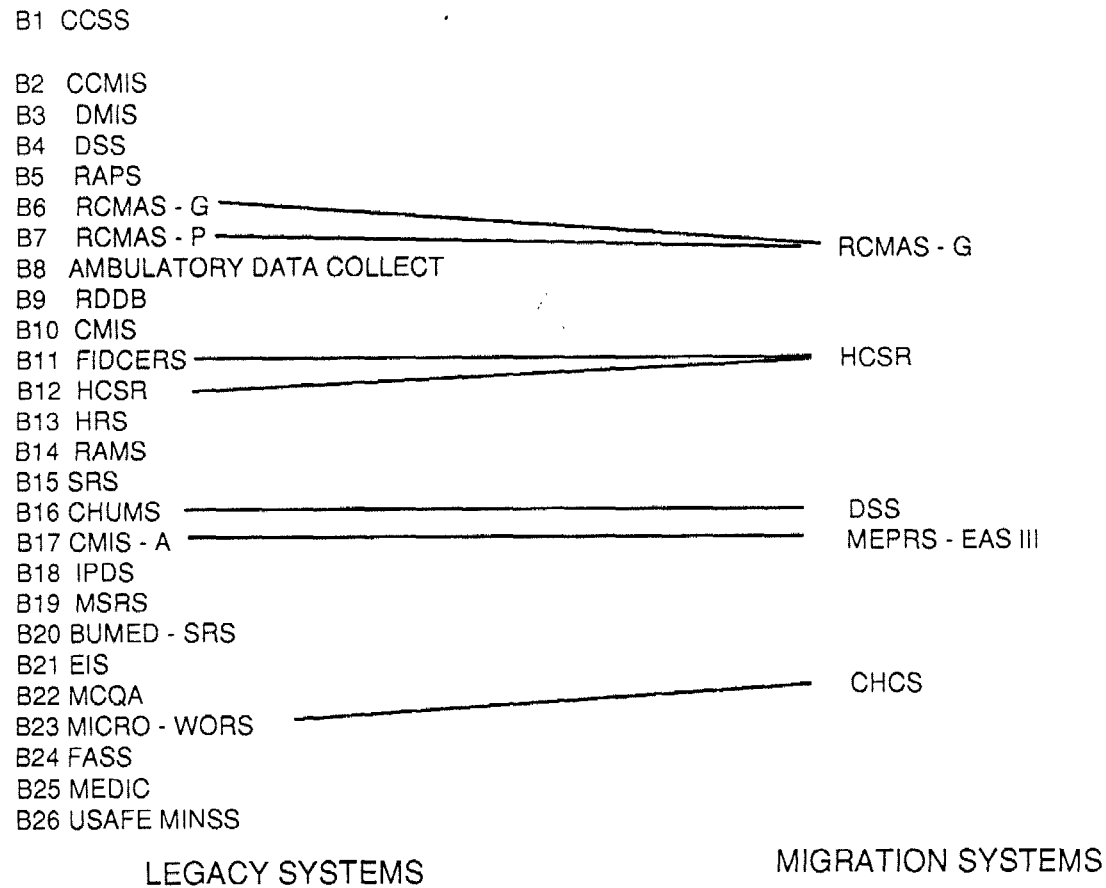 B1 CCSS
B2 CCMIS
B3 DMIS
B4 DSS
B5 RAPS
B6 RCMAS - G
B7 RCMAS - P
B8 AMBULATORY DATA COLLECT
B9 RDDB
B10 CMIS
B11 FIDCERS
B12 HCSR
B13 HRS
B14 RAMS
B15 SRS
B16 CHUMS
B17 CMIS - A
B18 IPDS
B19 MSRS
B20 BUMED - SRS
B21 EIS
B22 MCQA
B23 MICRO - WORS
B24 FASS
B25 MEDIC
B26 USAFE MINSS
LEGACY SYSTEMS
RCMAS - G
HCSR
DSS
MEPRS - EAS III
CHCS
MIGRATION SYSTEMS